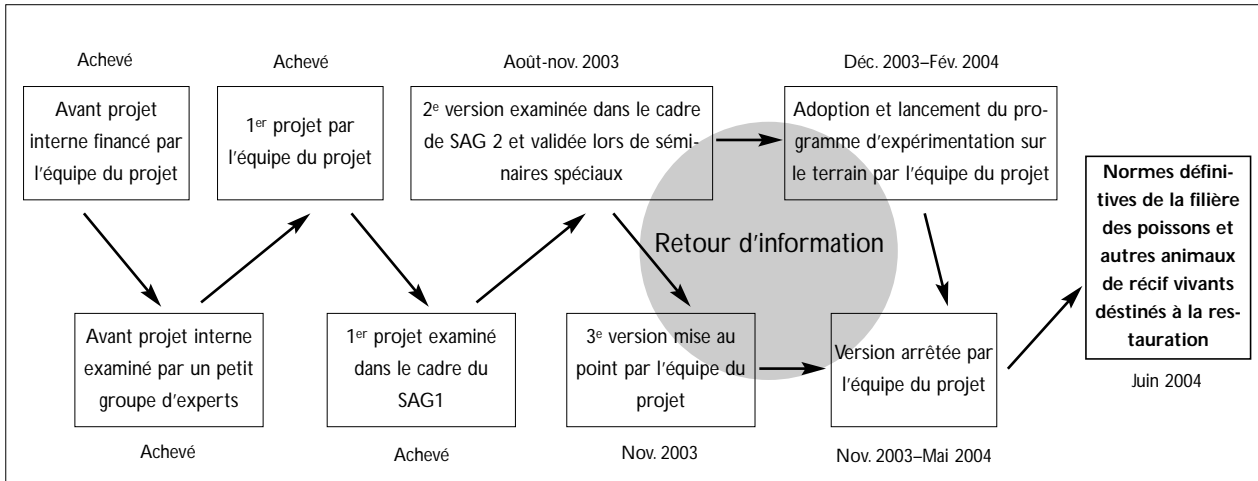 Achevé
Avant projet
interne financé par
l'équipe du projet
Avant projet interne
examiné par un petit
groupe d'experts
Achevé
Achevé
1er projet par
l'équipe du projet
1er projet examiné
dans le cadre du
SAG1
Achevé
Août-nov. 2003
2e version examinée dans le cadre
de SAG 2 et validée lors de sémi-
naires spéciaux
Retour d'information
3e version mise au
point par l'équipe du
projet
Nov. 2003
Déc. 2003–Fév. 2004
Adoption et lancement du pro-
gramme d'expérimentation sur
le terrain par l'équipe du projet
Version arrêtée par
l'équipe du projet
Nov. 2003–Mai 2004
Normes défini-
tives de la filière
des poissons et
autres animaux
de récif vivants
déstinés à la res-
tauration
Juin 2004